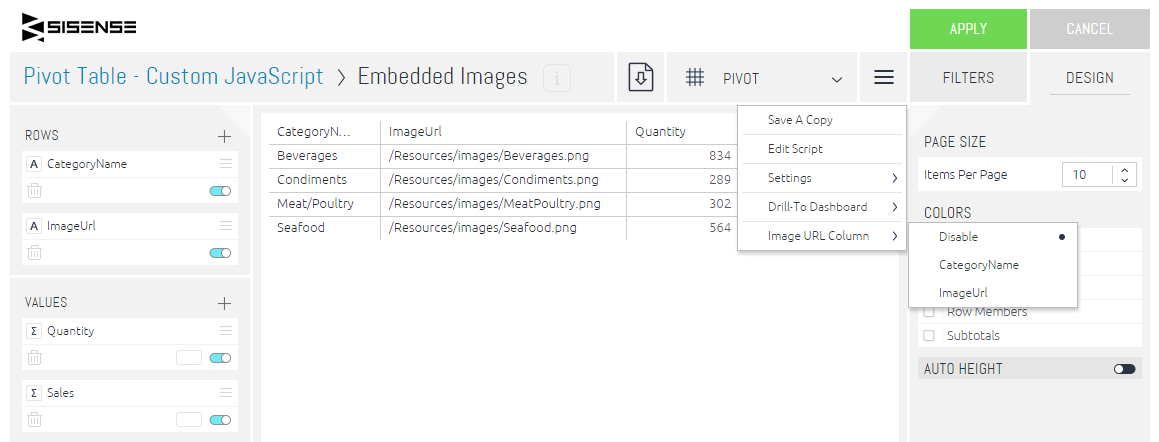 SISENSE
APPLY
CANCEL
Pivot Table - Custom JavaScript > Embedded Images i
PIVOT
FILTERS
DESIGN
ROWS +
A CategoryName
A ImageUrl
VALUES +
Σ Quantity
Σ Sales
CategoryN... ImageUrl Quantity
Beverages /Resources/images/Beverages.png 834
Condiments /Resources/images/Condiments.png 289
Meat/Poultry /Resources/images/MeatPoultry.png 302
Seafood /Resources/images/Seafood.png 564
Save A Copy
Edit Script
Settings >
Drill-To Dashboard >
Image URL Column >
Disable
CategoryName
ImageUrl
PAGE SIZE
Items Per Page 10
COLORS
Row Members
Subtotals
AUTO HEIGHT